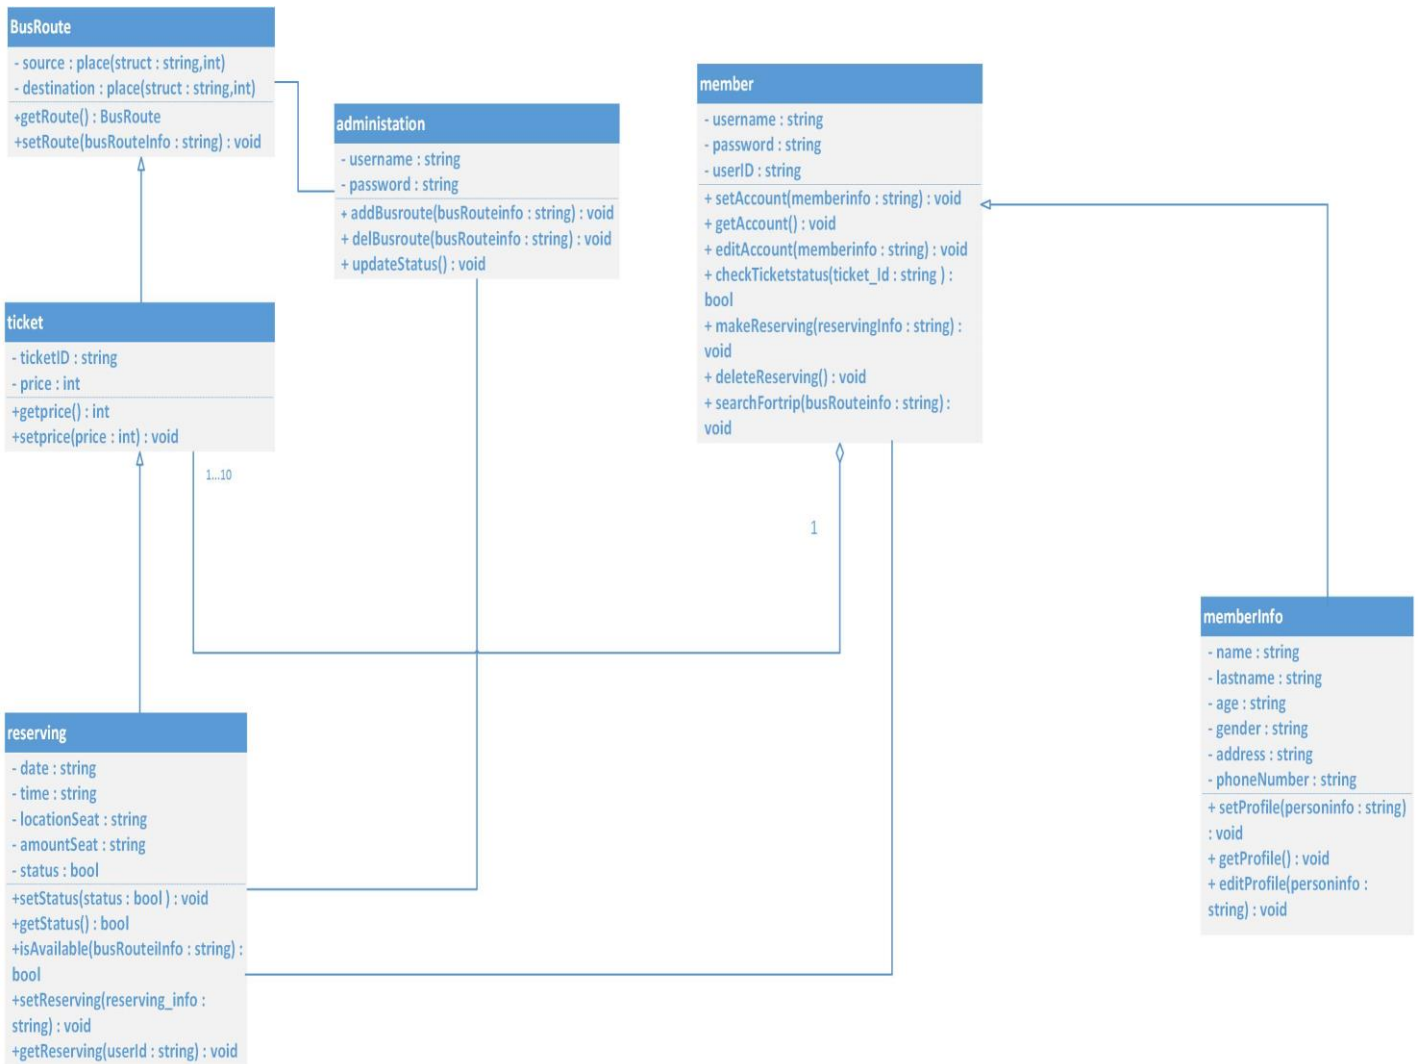 BusRoute
- source : place(struct : string,int)
- destination : place(struct : string,int)
+getRoute() : BusRoute
+setRoute(busRouteInfo : string) : void
administation
- username : string
- password : string
+ addBusroute(busRouteinfo : string) : void
+ delBusroute(busRouteinfo : string) : void
+ updateStatus() : void
member
- username : string
- password : string
- userID : string
+ setAccount(memberinfo : string) : void
+ getAccount() : void
+ editAccount(memberinfo : string) : void
+ checkTicketstatus(ticket_Id : string ) :
bool
+ makeReserving(reservingInfo : string) :
void
+ deleteReserving() : void
+ searchFortrip(busRouteinfo : string) :
void
ticket
- ticketID : string
- price : int
+getprice() : int
+setprice(price : int) : void
1...10
1
memberInfo
- name : string
- lastname : string
- age : string
- gender : string
- address : string
- phoneNumber : string
+ setProfile(personinfo : string)
: void
+ getProfile() : void
+ editProfile(personinfo :
string) : void
reserving
- date : string
- time : string
- locationSeat : string
- amountSeat : string
- status : bool
+setStatus(status : bool ) : void
+getStatus() : bool
+isAvailable(busRouteiInfo : string) :
bool
+setReserving(reserving_info :
string) : void
+getReserving(userId : string) : void